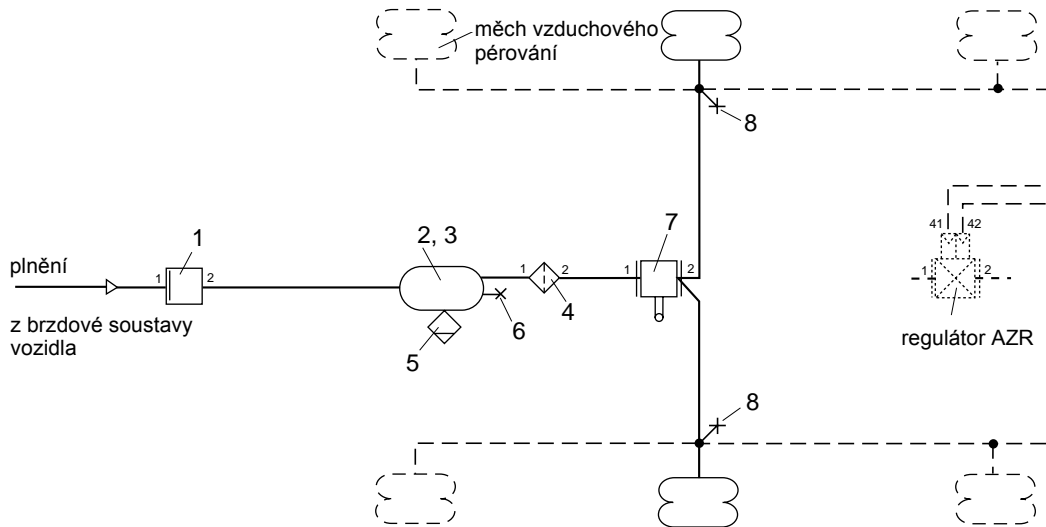 měch vzduchového
pérování
8
41 42
7
1 2
1
2, 3
plnění
1 2
1 2
1 2
4
6
5
z brzdové soustavy
vozidla
regulátor AZR
8